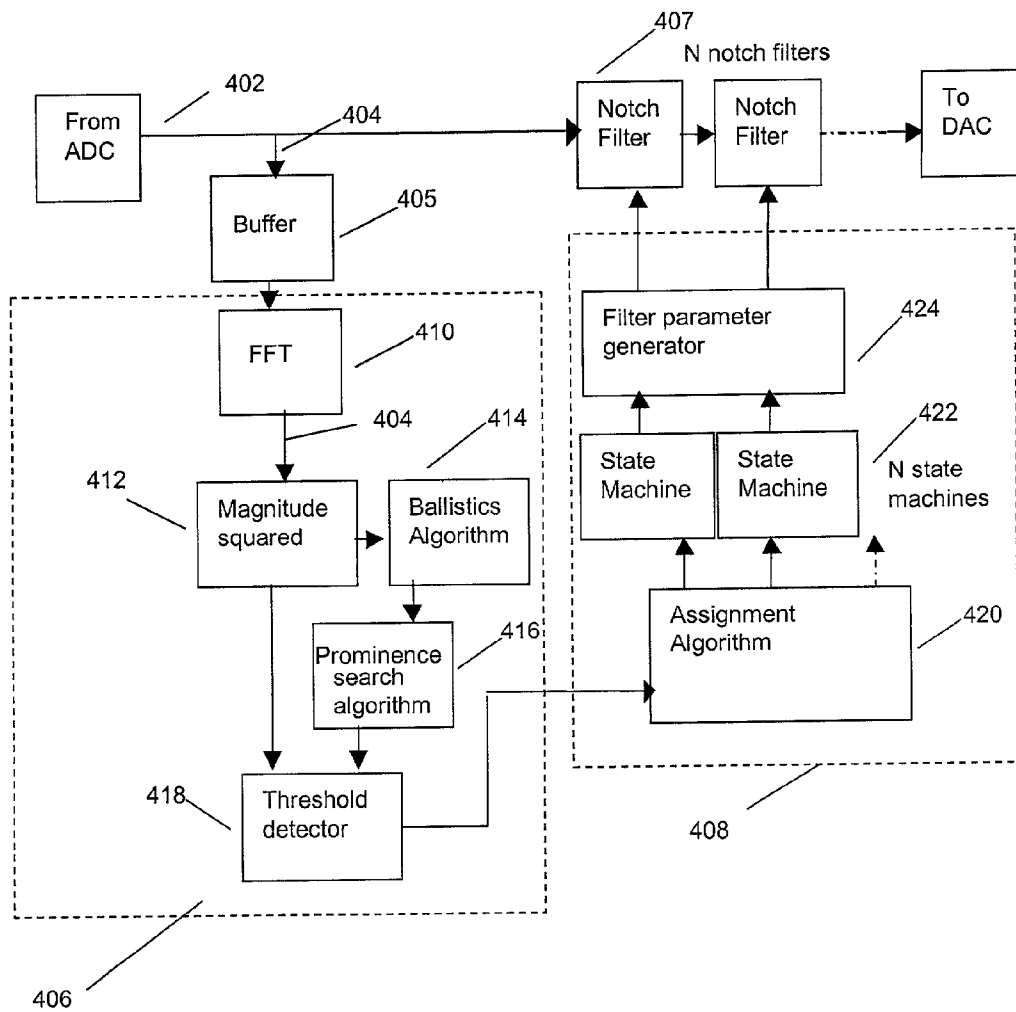 407
N notch filters
402
From
ADC
404
Notch
Filter
Notch
Filter
To
DAC
Buffer
405
FFT
410
Filter parameter
generator
424
404
414
422
State
Machine
State
Machine
N state
machines
412
Magnitude
squared
Ballistics
Algorithm
416
Prominence
search
algorithm
Assignment
Algorithm
420
418
Threshold
detector
408
406